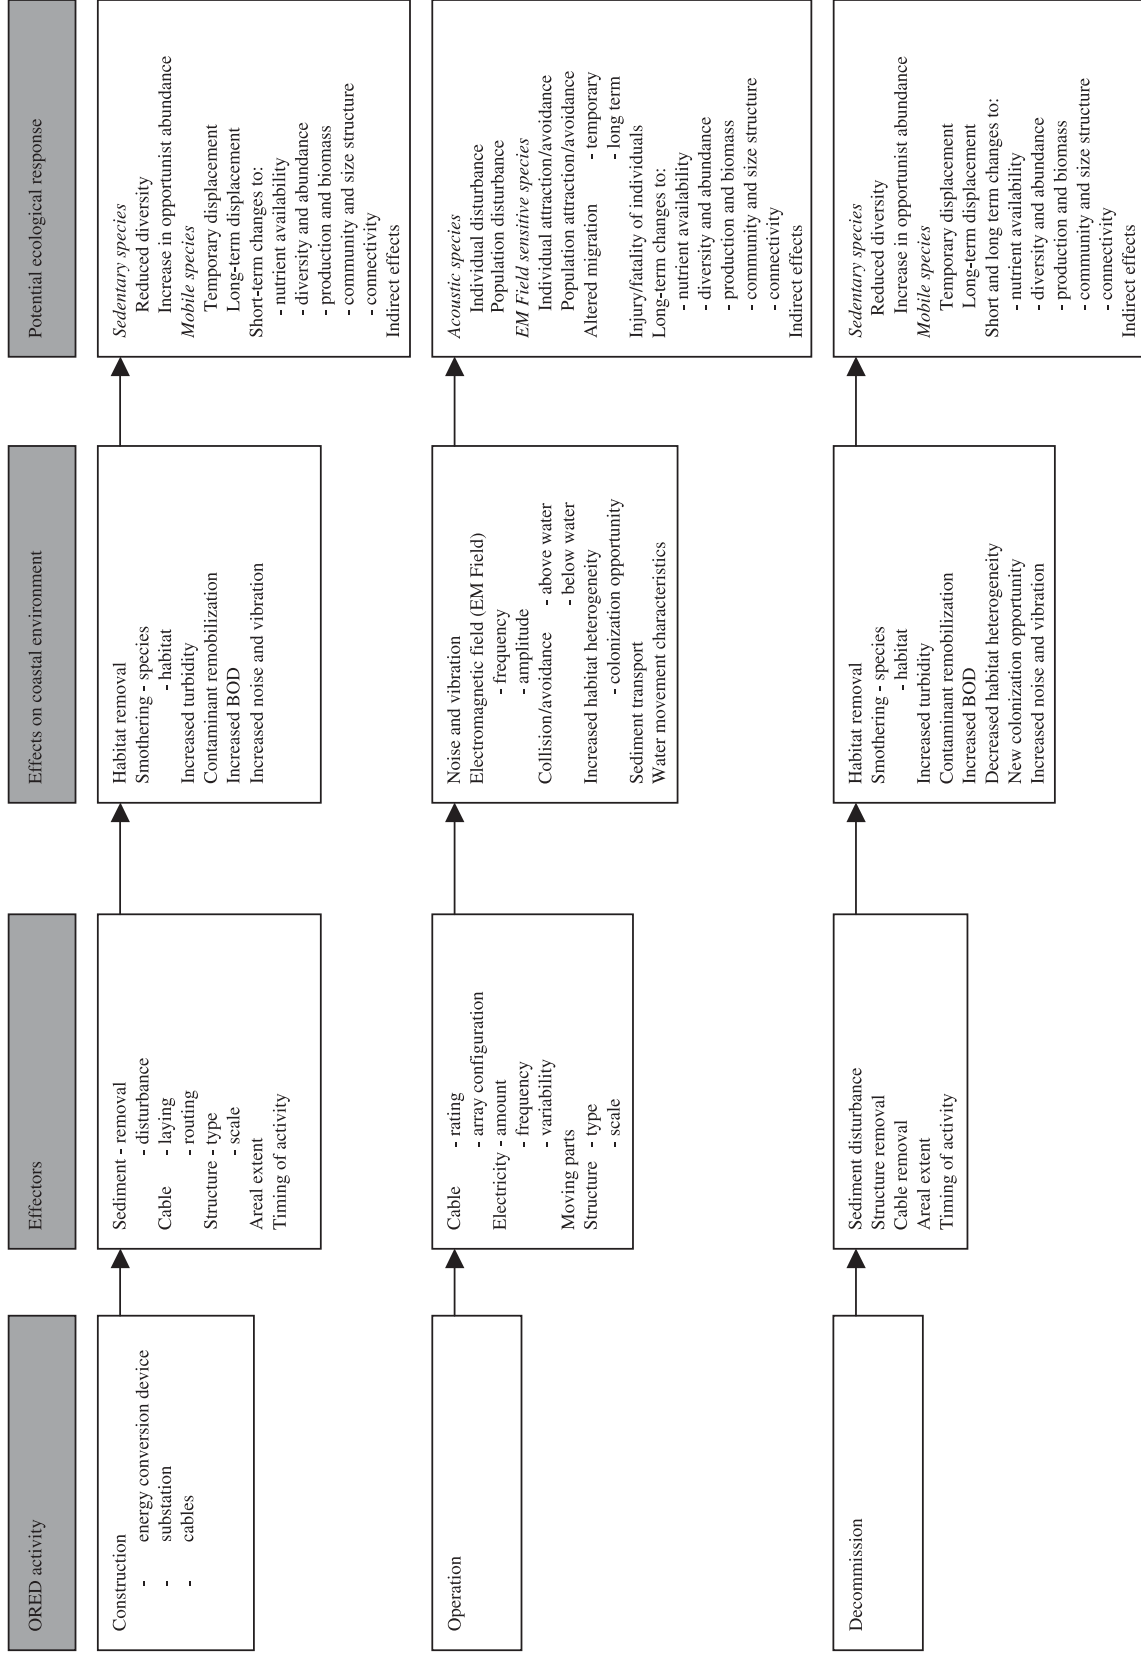 ORED activity
Effectors
Effects on coastal environment
Potential ecological response
Construction
- energy conversion device
- substation
- cables
Sediment - removal
- disturbance
Cable - laying
- routing
Structure - type
- scale
Areal extent
Timing of activity
Habitat removal
Smothering - species
- habitat
Increased turbidity
Contaminant remobilization
Increased BOD
Increased noise and vibration
Sedentary species
Reduced diversity
Increase in opportunist abundance
Mobile species
Temporary displacement
Long-term displacement
Short-term changes to:
- nutrient availability
- diversity and abundance
- production and biomass
- community and size structure
- connectivity
Indirect effects
Operation
Cable - rating
- array configuration
Electricity - amount
- frequency
- variability
Moving parts
Structure - type
- scale
Noise and vibration
Electromagnetic field (EM Field)
- frequency
- amplitude
Collision/avoidance - above water
- below water
Increased habitat heterogeneity
- colonization opportunity
Sediment transport
Water movement characteristics
Acoustic species
Individual disturbance
Population disturbance
EM Field sensitive species
Individual attraction/avoidance
Population attraction/avoidance
Altered migration - temporary
- long term
Injury/fatality of individuals
Long-term changes to:
- nutrient availability
- diversity and abundance
- production and biomass
- community and size structure
- connectivity
Indirect effects
Decommission
Sediment disturbance
Structure removal
Cable removal
Areal extent
Timing of activity
Habitat removal
Smothering - species
- habitat
Increased turbidity
Contaminant remobilization
Increased BOD
Decreased habitat heterogeneity
New colonization opportunity
Increased noise and vibration
Sedentary species
Reduced diversity
Increase in opportunist abundance
Mobile species
Temporary displacement
Long-term displacement
Short and long term changes to:
- nutrient availability
- diversity and abundance
- production and biomass
- community and size structure
- connectivity
Indirect effects